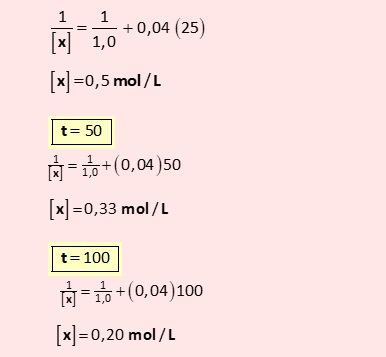 1/[x] = 1/1,0 + 0,04 (25)
[x] =0,5 mol/L
t= 50
1/[x] = 1/1,0 +(0,04)50
[x] =0,33 mol/L
t=100
1/[x] = 1/1,0 +(0,04)100
[x] =0,20 mol/L